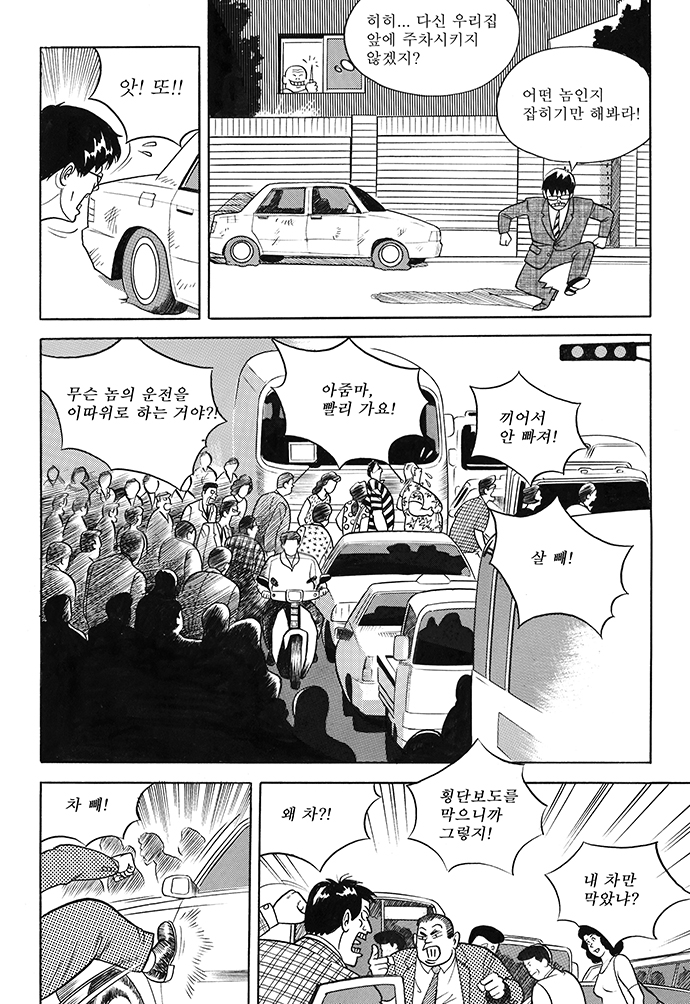 앗! 또!!
히히... 다신 우리집
앞에 주차시키지
않겠지?
어떤 놈인지
잡히기만 해봐라!
무슨 놈의 운전을
이따위로 하는 거야?!
아줌마,
빨리 가요!
끼어서
안 빠져!
살 빼!
차 빼!
왜 차?!
횡단보도를
막으니까
그렇지!
내 차만
막았냐?